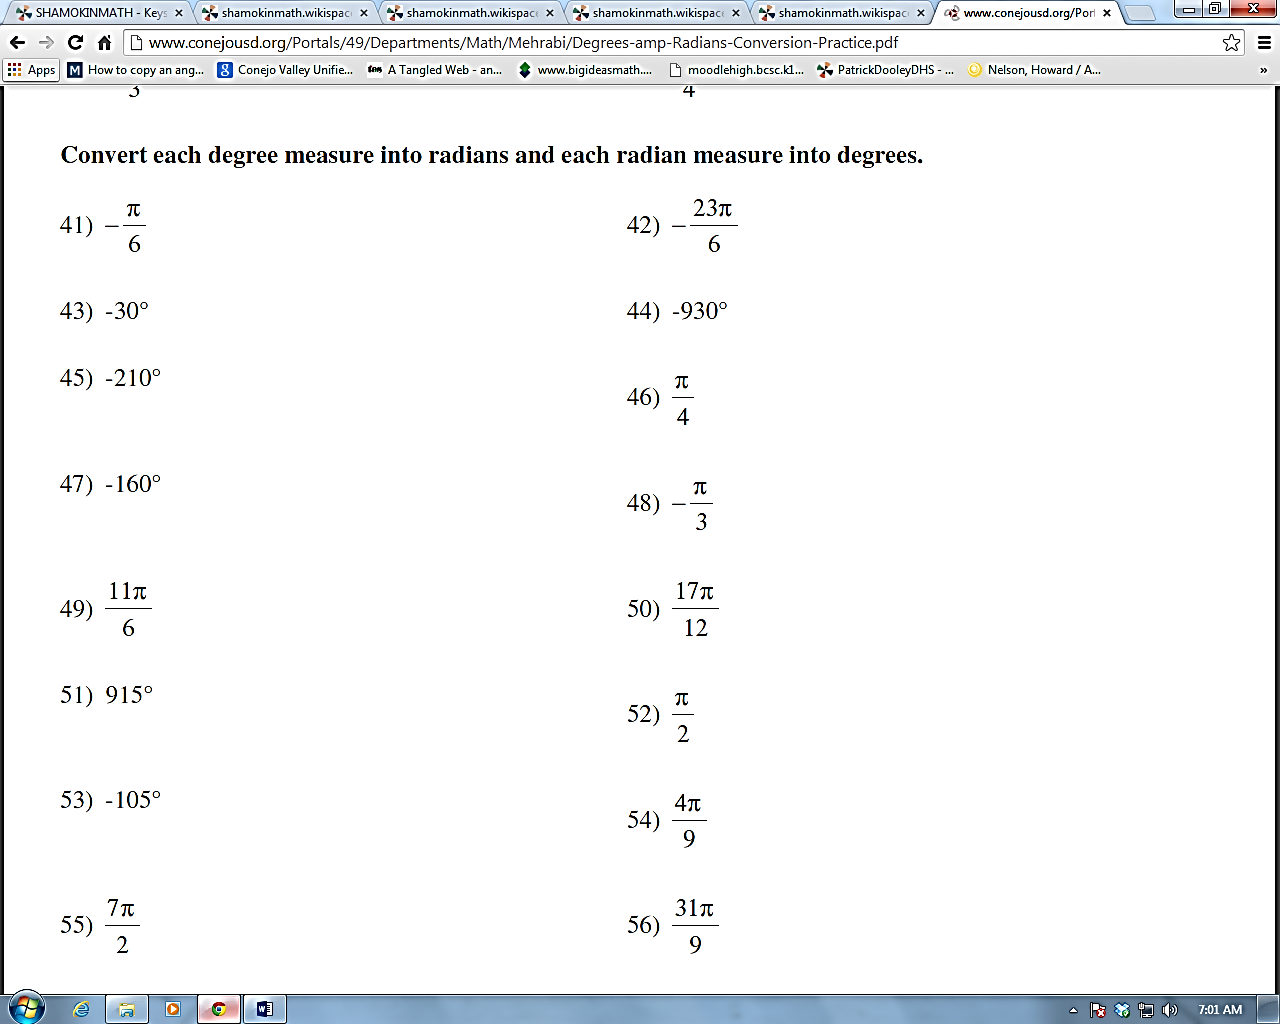 SHAMOKINMATH - Keys
shamokinmath.wikispac
shamokinmath.wikispac
shamokinmath.wikispac
shamokinmath.wikispac
www.conejousd.org/Por
www.conejousd.org/Portals/49/Departments/Math/Mehrabi/Degrees-amp-Radians-Conversion-Practice.pdf
Apps How to copy an ang... Conejo Valley Unifie... A Tangled Web - an... www.bigideasmath.... moodlehigh.bcsc.k1... PatrickDooleyDHS - ... Nelson, Howard / A... »
3 4
Convert each degree measure into radians and each radian measure into degrees.
41) −π/6 42) −23π/6
43) -30° 44) -930°
45) -210° 46) π/4
47) -160° 48) −π/3
49) 11π/6 50) 17π/12
51) 915° 52) π/2
53) -105° 54) 4π/9
55) 7π/2 56) 31π/9
7:01 AM